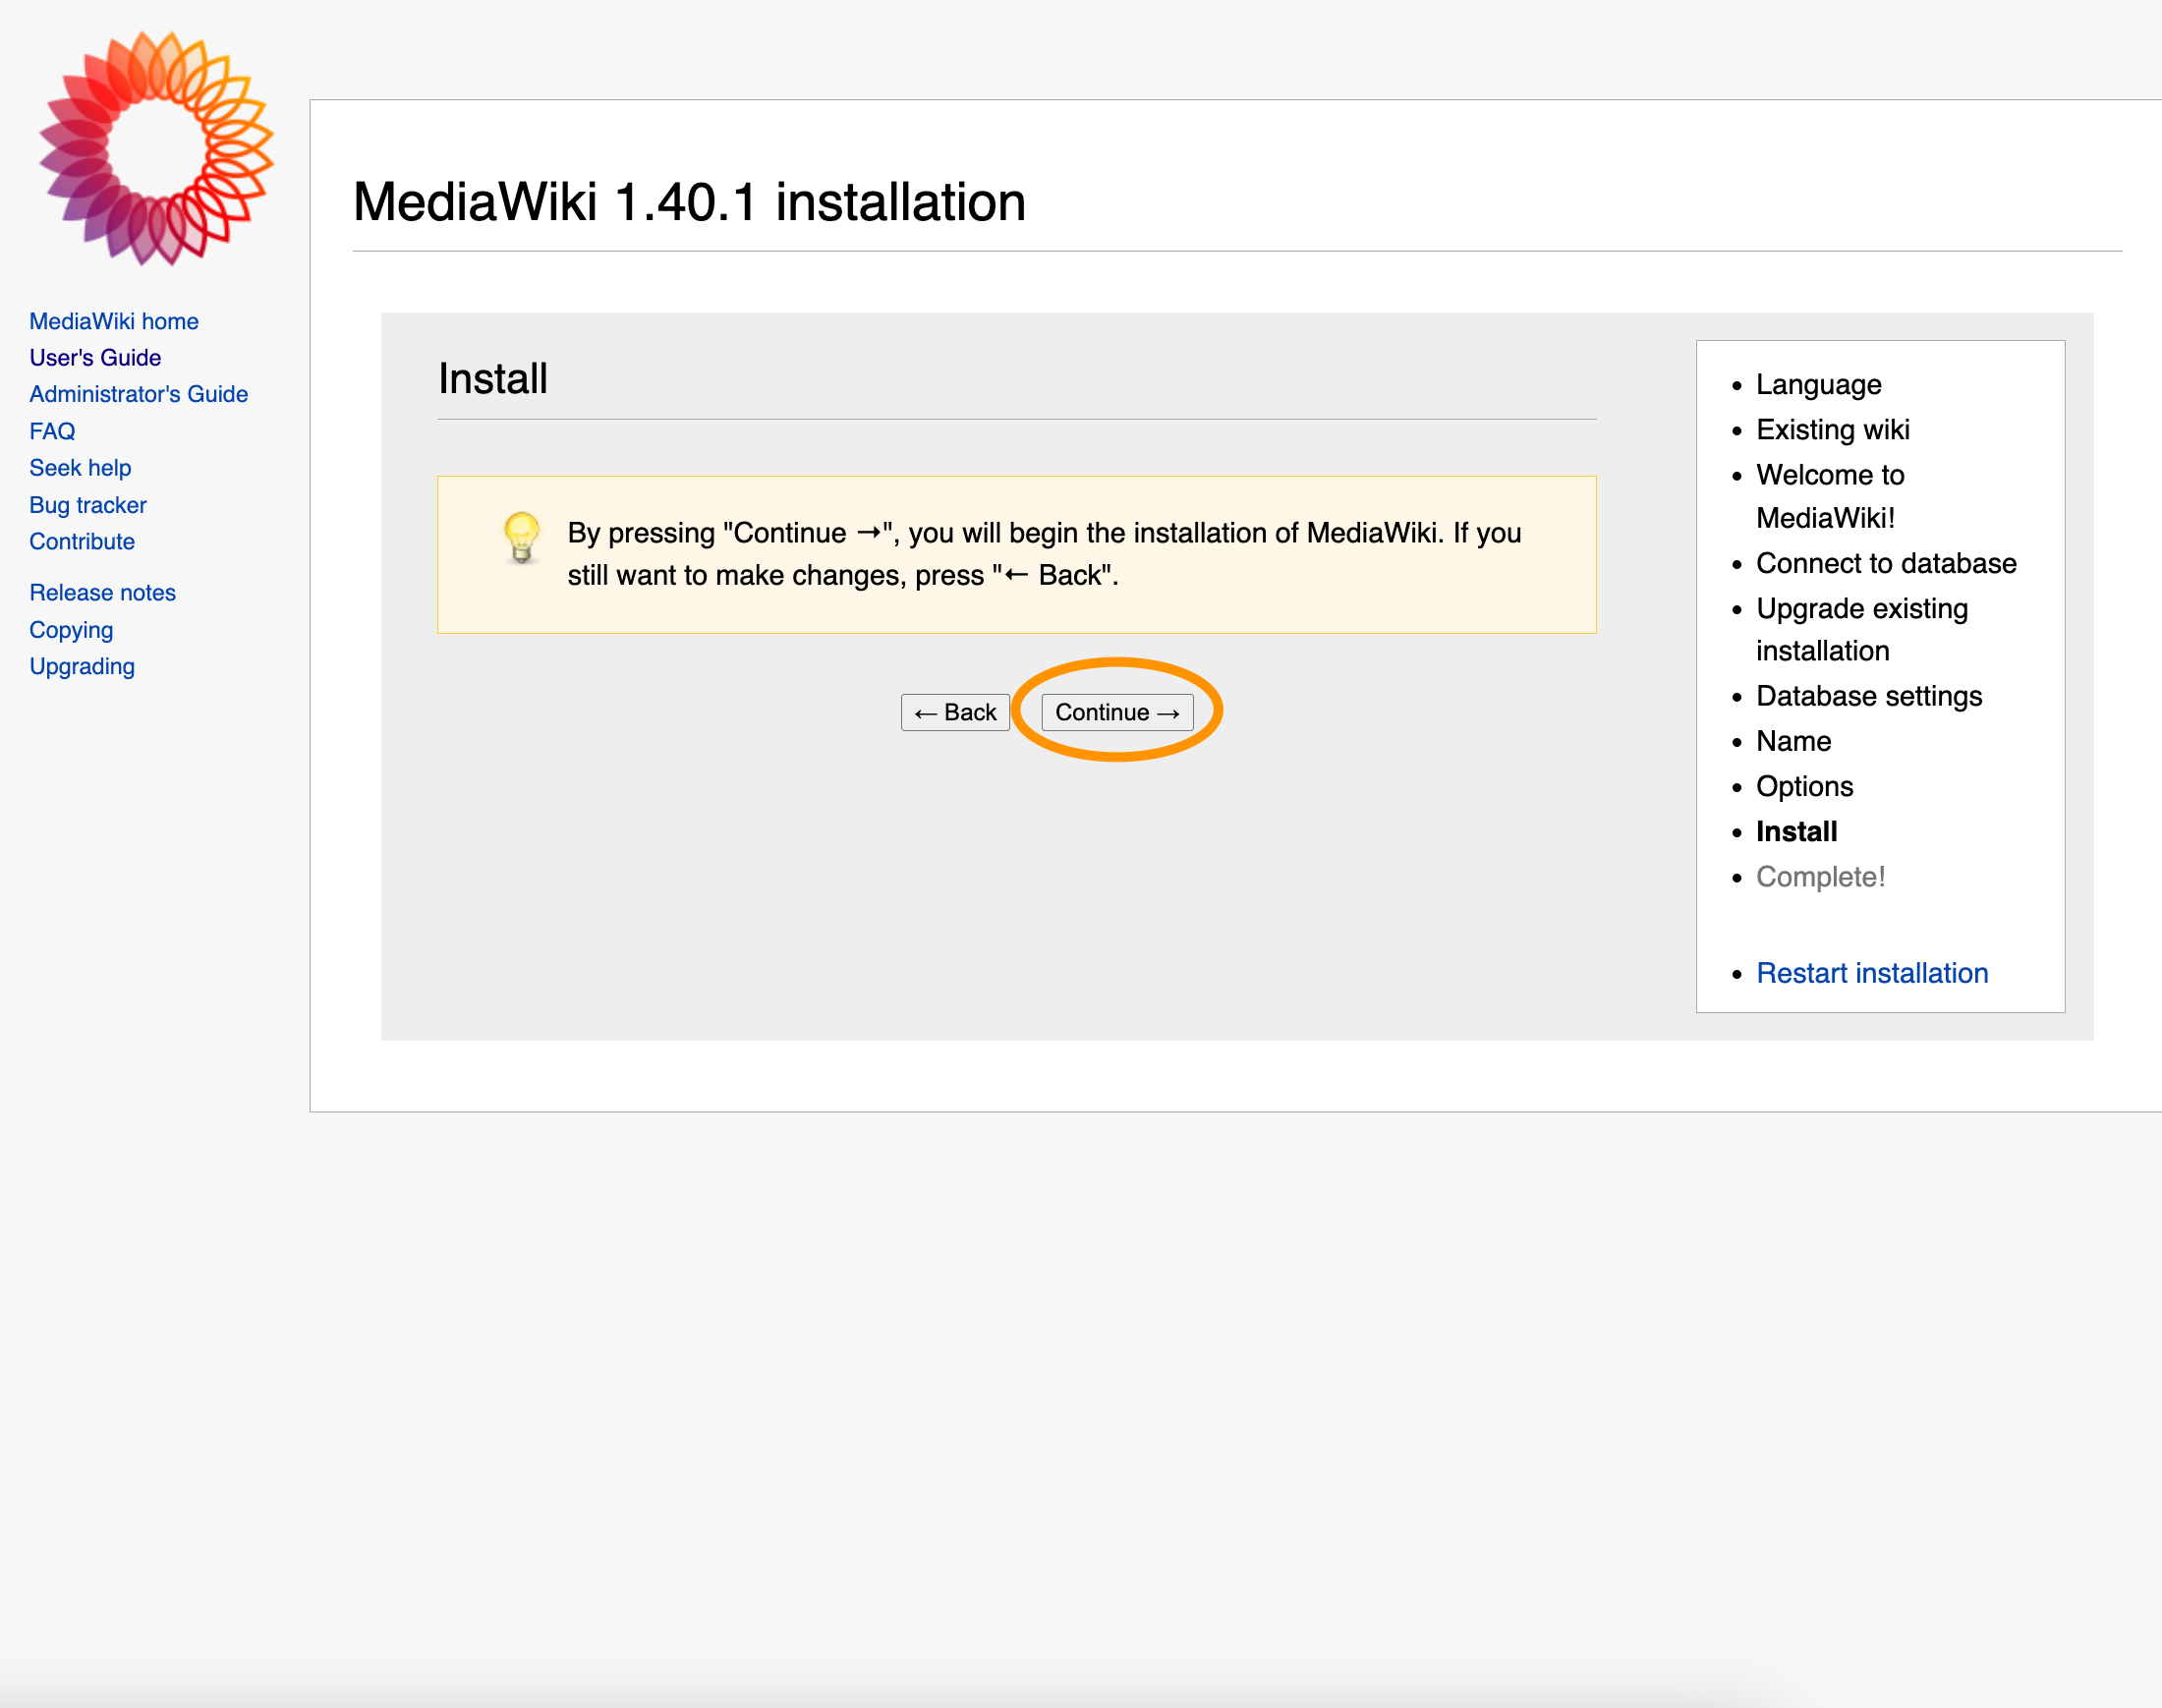 MediaWiki home
User's Guide
Administrator's Guide
FAQ
Seek help
Bug tracker
Contribute
Release notes
Copying
Upgrading
MediaWiki 1.40.1 installation
Install
By pressing "Continue →", you will begin the installation of MediaWiki. If you
still want to make changes, press "← Back".
← Back
Continue →
Language
Existing wiki
Welcome to
MediaWiki!
Connect to database
Upgrade existing
installation
Database settings
Name
Options
Install
Complete!
Restart installation